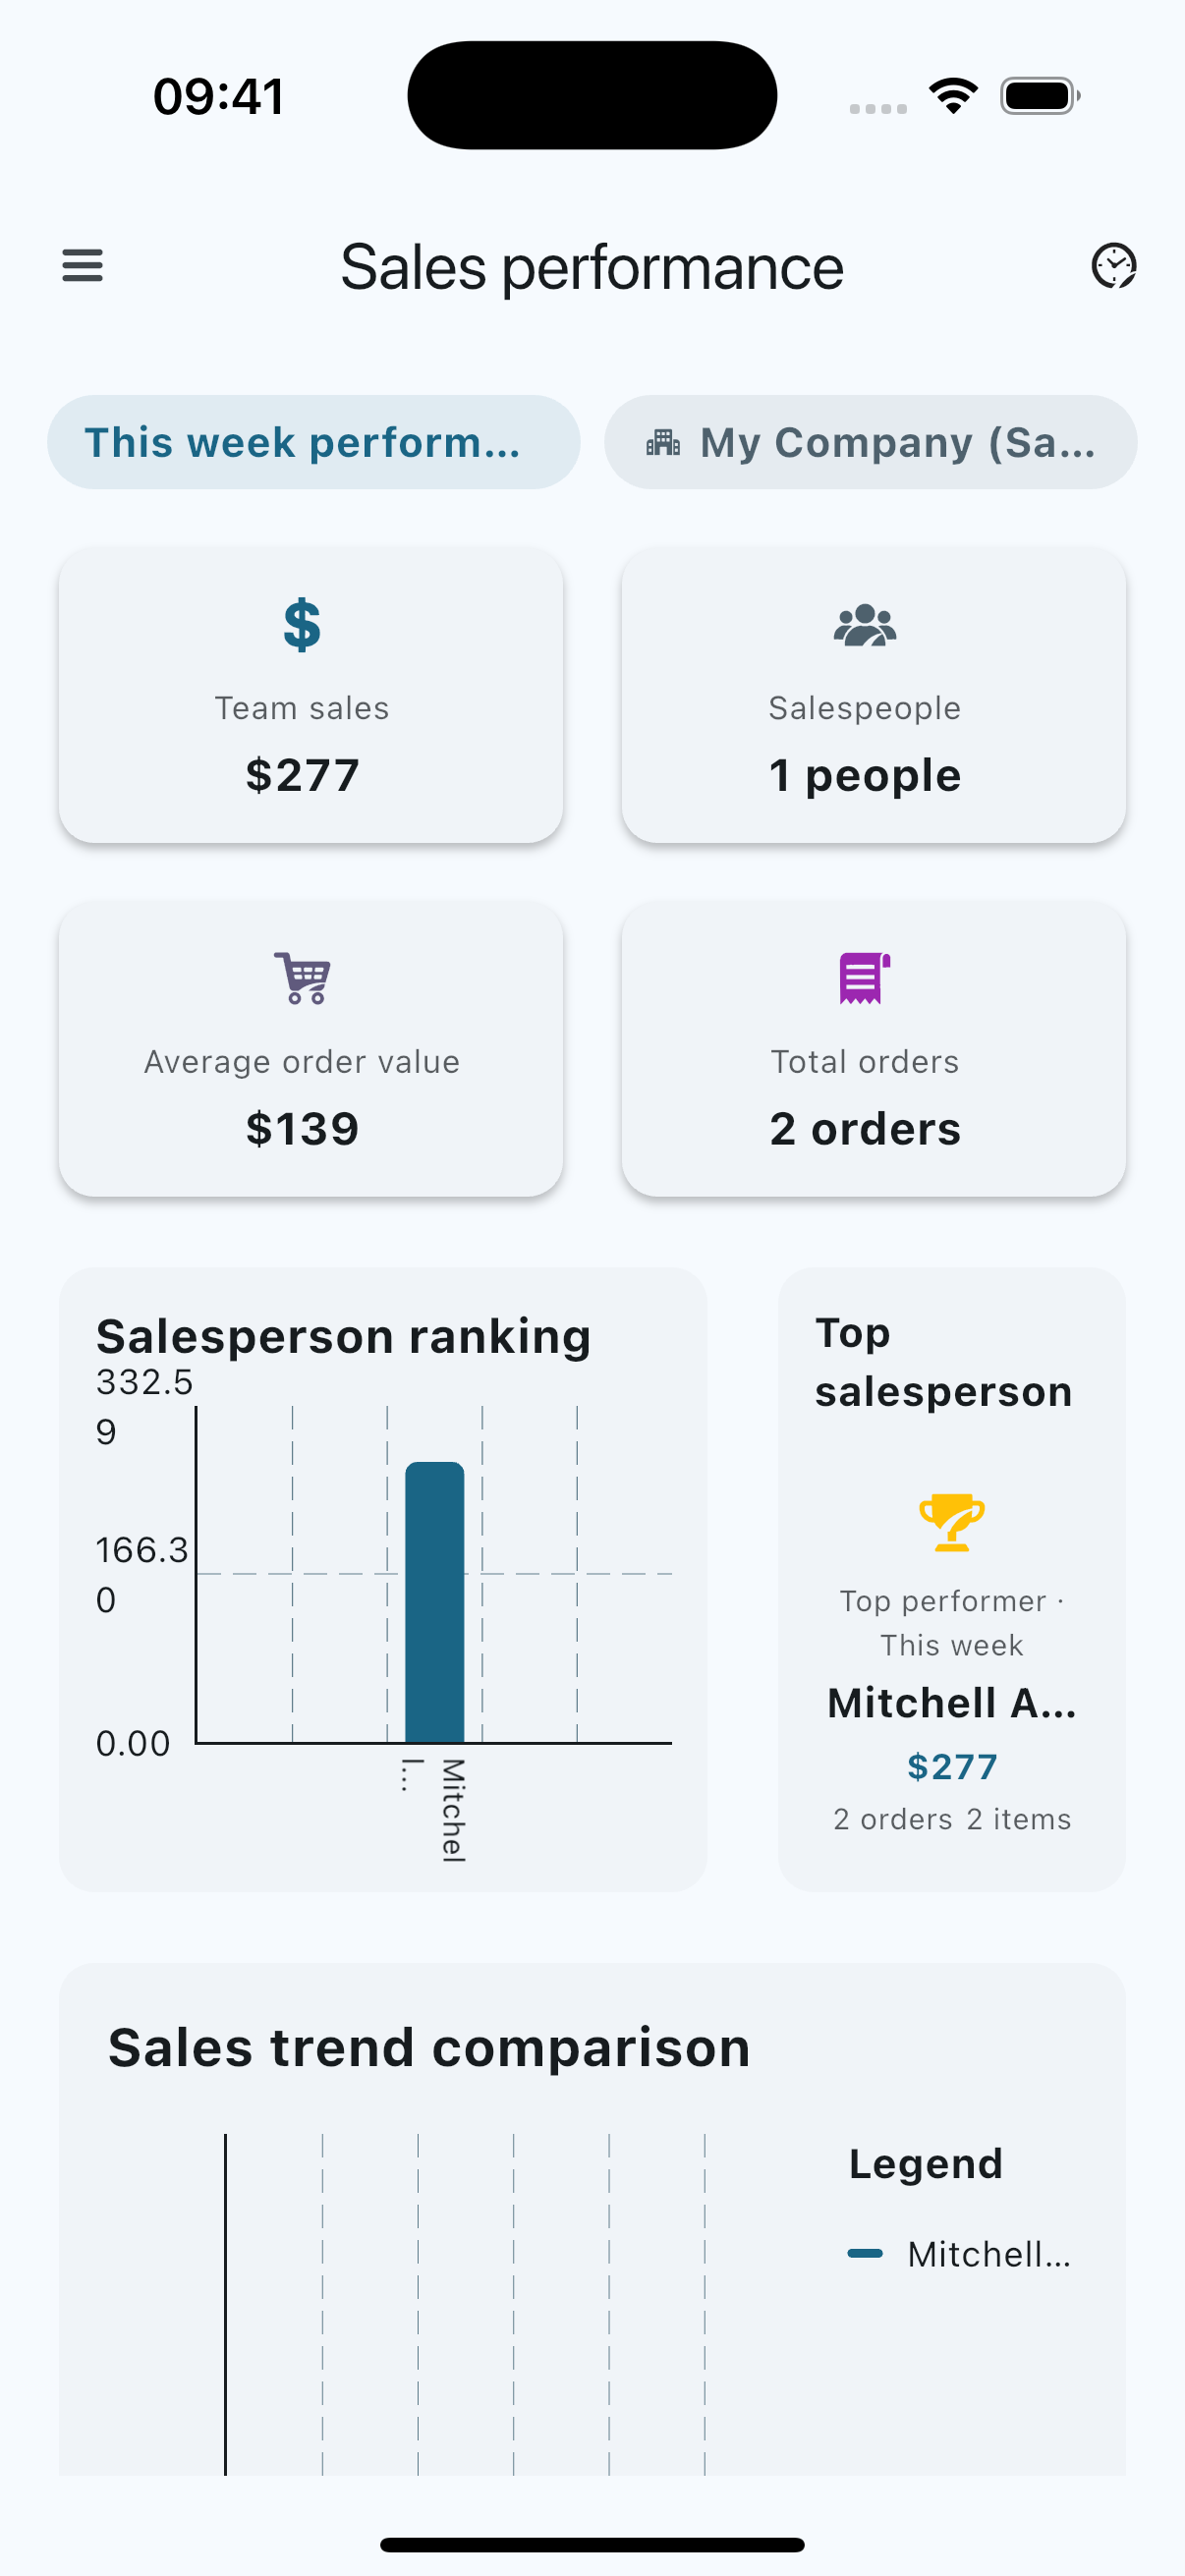 09:41
Sales performance
This week perform...
My Company (Sa...
$
Team sales
$277
Salespeople
1 people
Average order value
$139
Total orders
2 orders
Salesperson ranking
332.5
9
166.3
0
0.00
Mitchel
l...
Top
salesperson
Top performer ·
This week
Mitchell A...
$277
2 orders 2 items
Sales trend comparison
Legend
Mitchell...